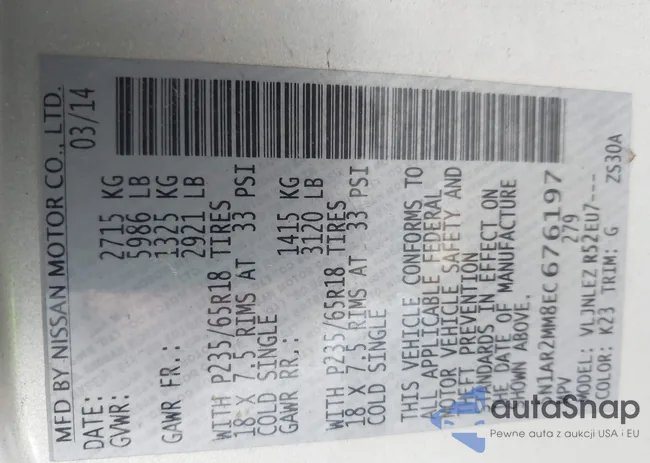 MFD BY NISSAN MOTOR CO., LTD.
DATE: 03/14
GVWR: 2715 KG
5986 LB
GAWR FR.: 1325 KG
2921 LB
WITH P235/65R18 TIRES
18 X 7.5 RIMS AT 33 PSI
COLD SINGLE
GAWR RR.: 1415 KG
3120 LB
WITH P235/65R18 TIRES
18 X 7.5 RIMS AT 33 PSI
COLD SINGLE
THIS VEHICLE CONFORMS TO
ALL APPLICABLE FEDERAL
MOTOR VEHICLE SAFETY AND
THEFT PREVENTION
STANDARDS IN EFFECT ON
THE DATE OF MANUFACTURE
SHOWN ABOVE.
5N1AR2MM8EC676197
MPV 279
MODEL: VLJNLEZ R52EU7---
COLOR: K23 TRIM: G ZS30A
autoSnap
Pewne auta z aukcji USA i EU